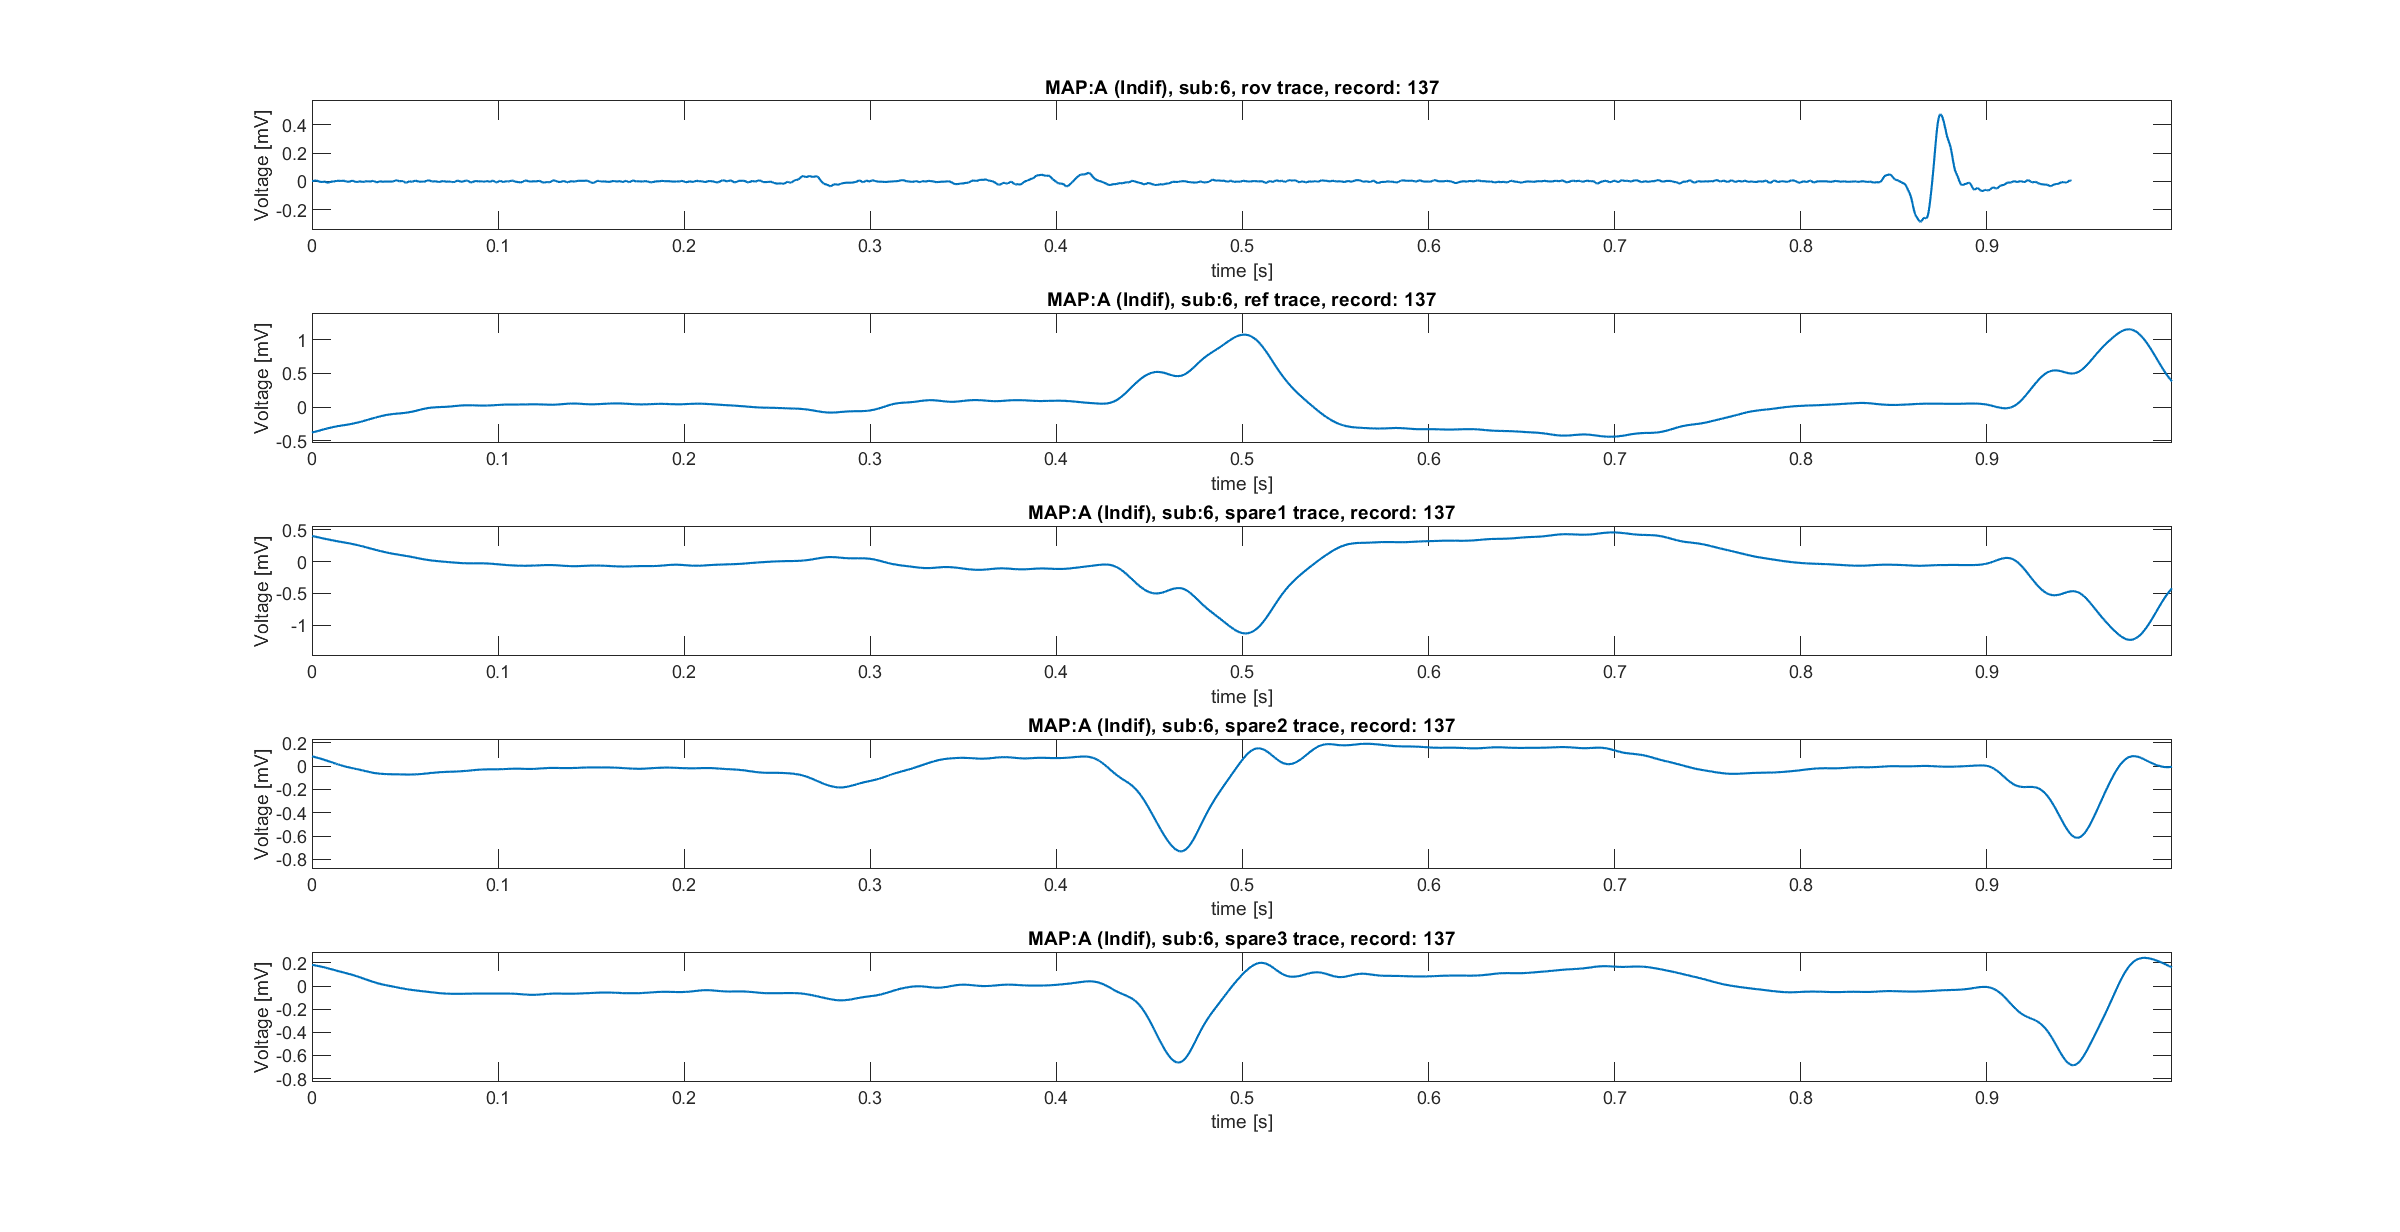 MAP:A (Indif), sub:6, rov trace, record: 137
Voltage [mV]
0.4
0.2
0
-0.2
0 0.1 0.2 0.3 0.4 0.5 0.6 0.7 0.8 0.9
time [s]
MAP:A (Indif), sub:6, ref trace, record: 137
Voltage [mV]
1
0.5
0
-0.5
0 0.1 0.2 0.3 0.4 0.5 0.6 0.7 0.8 0.9
time [s]
MAP:A (Indif), sub:6, spare1 trace, record: 137
Voltage [mV]
0.5
0
-0.5
-1
0 0.1 0.2 0.3 0.4 0.5 0.6 0.7 0.8 0.9
time [s]
MAP:A (Indif), sub:6, spare2 trace, record: 137
Voltage [mV]
0.2
0
-0.2
-0.4
-0.6
-0.8
0 0.1 0.2 0.3 0.4 0.5 0.6 0.7 0.8 0.9
time [s]
MAP:A (Indif), sub:6, spare3 trace, record: 137
Voltage [mV]
0.2
0
-0.2
-0.4
-0.6
-0.8
0 0.1 0.2 0.3 0.4 0.5 0.6 0.7 0.8 0.9
time [s]